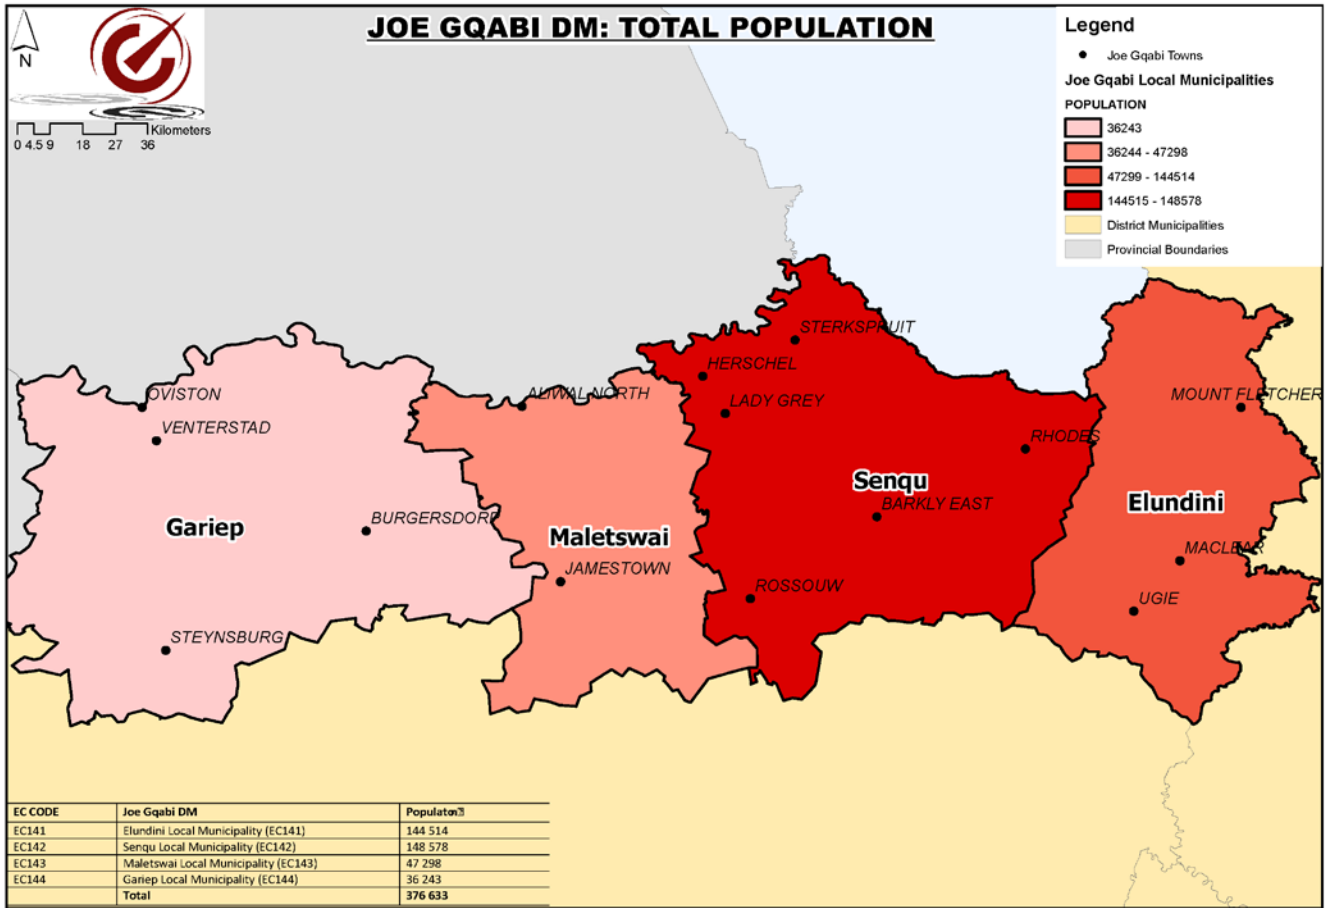 JOE GQABI DM: TOTAL POPULATION
N
Kilometers
0 4.5 9 18 27 36
Legend
Joe Gqabi Towns
Joe Gqabi Local Municipalities
POPULATION
36243
36244 - 47298
47299 - 144514
144515 - 148578
District Municipalities
Provincial Boundaries
STERKSPRUIT
HERSCHEL
OVISTON
ALIWAL NORTH
LADY GREY
MOUNT FLETCHER
VENTERSTAD
RHODES
Senqu
Elundini
BARKLY EAST
BURGERSDORP
Gariep
Maletswai
MACLEAR
JAMESTOWN
ROSSOUW
UGIE
STEYNSBURG
EC CODE Joe Gqabi DM Populaton
EC141 Elundini Local Municipality (EC141) 144 514
EC142 Senqu Local Municipality (EC142) 148 578
EC143 Maletswai Local Municipality (EC143) 47 298
EC144 Gariep Local Municipality (EC144) 36 243
Total 376 633